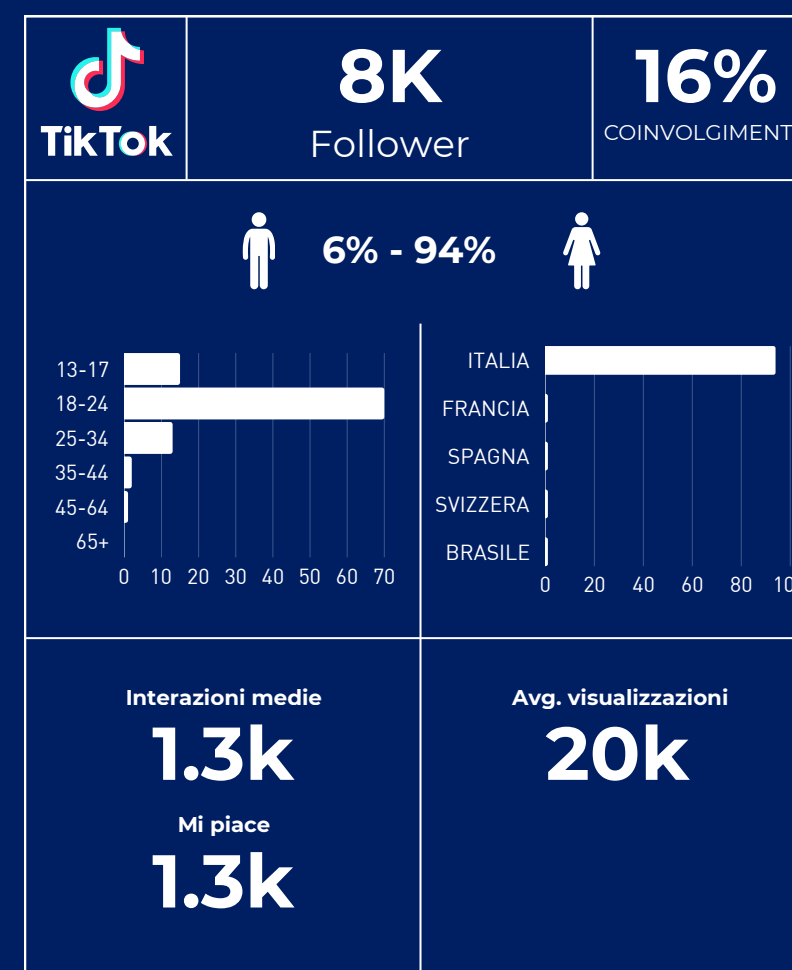 TikTok
8K
Follower
16%
COINVOLGIMENT
6% - 94%
13-17
18-24
25-34
35-44
45-64
65+
0 10 20 30 40 50 60 70
ITALIA
FRANCIA
SPAGNA
SVIZZERA
BRASILE
0 20 40 60 80 10
Interazioni medie
1.3k
Mi piace
1.3k
Avg. visualizzazioni
20k